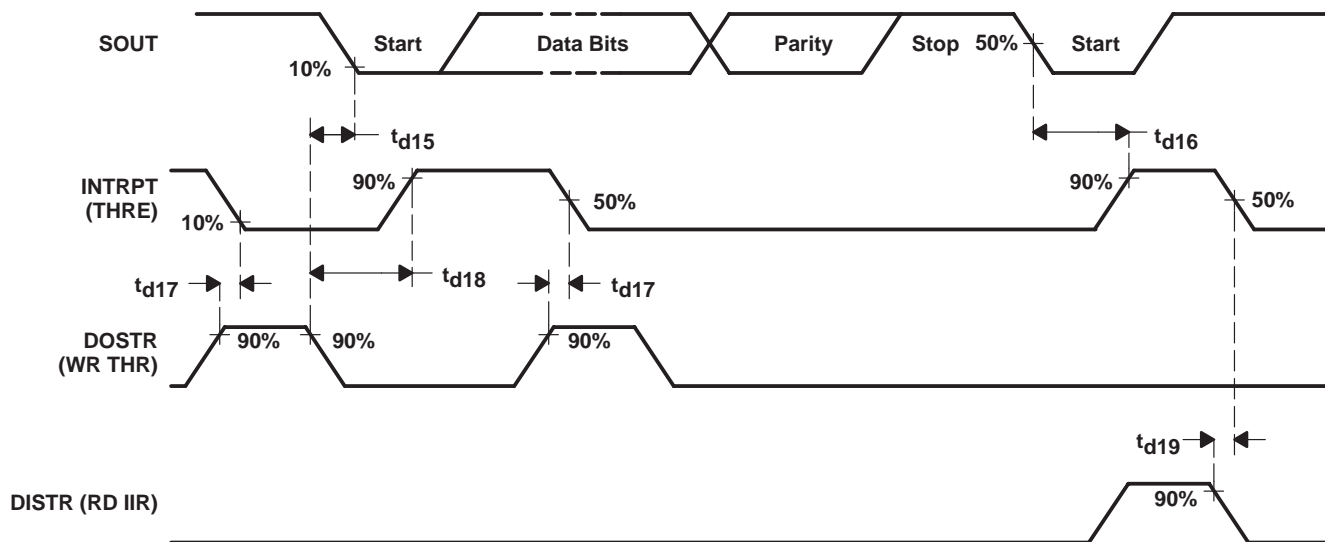 SOUT
Start
Data Bits
Parity
Stop
50%
Start
10%
td15
td16
INTRPT
(THRE)
90%
50%
90%
50%
10%
td17
td18
td17
DOSTR
(WR THR)
90%
90%
90%
td19
DISTR (RD IIR)
90%